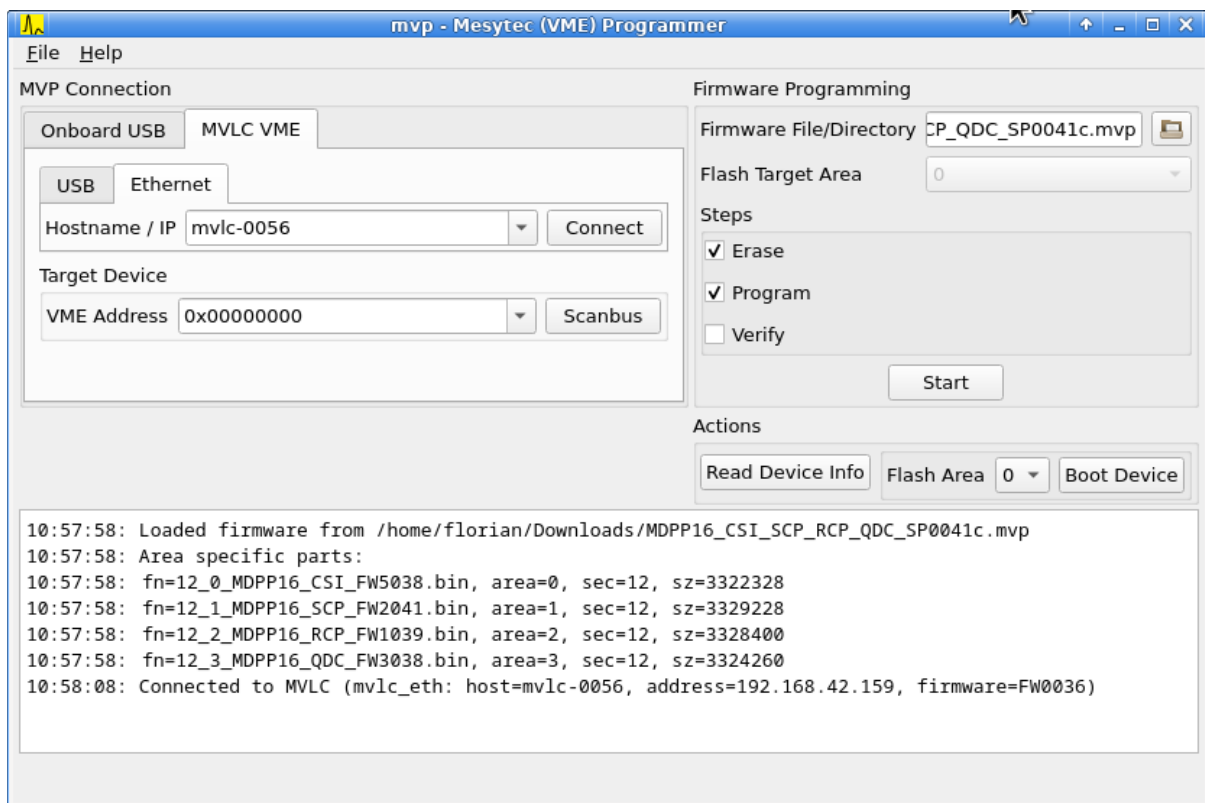 mvp - Mesytec (VME) Programmer
File Help
MVP Connection
Onboard USB MVLC VME
USB Ethernet
Hostname / IP mvlc-0056 Connect
Target Device
VME Address 0x00000000 Scanbus
Firmware Programming
Firmware File/Directory CP_QDC_SP0041c.mvp
Flash Target Area 0
Steps
Erase
Program
Verify
Start
Actions
Read Device Info Flash Area 0 Boot Device
10:57:58: Loaded firmware from /home/florian/Downloads/MDPP16_CSI_SCP_RCP_QDC_SP0041c.mvp
10:57:58: Area specific parts:
10:57:58: fn=12_0_MDPP16_CSI_FW5038.bin, area=0, sec=12, sz=3322328
10:57:58: fn=12_1_MDPP16_SCP_FW2041.bin, area=1, sec=12, sz=3329228
10:57:58: fn=12_2_MDPP16_RCP_FW1039.bin, area=2, sec=12, sz=3328400
10:57:58: fn=12_3_MDPP16_QDC_FW3038.bin, area=3, sec=12, sz=3324260
10:58:08: Connected to MVLC (mvlc_eth: host=mvlc-0056, address=192.168.42.159, firmware=FW0036)